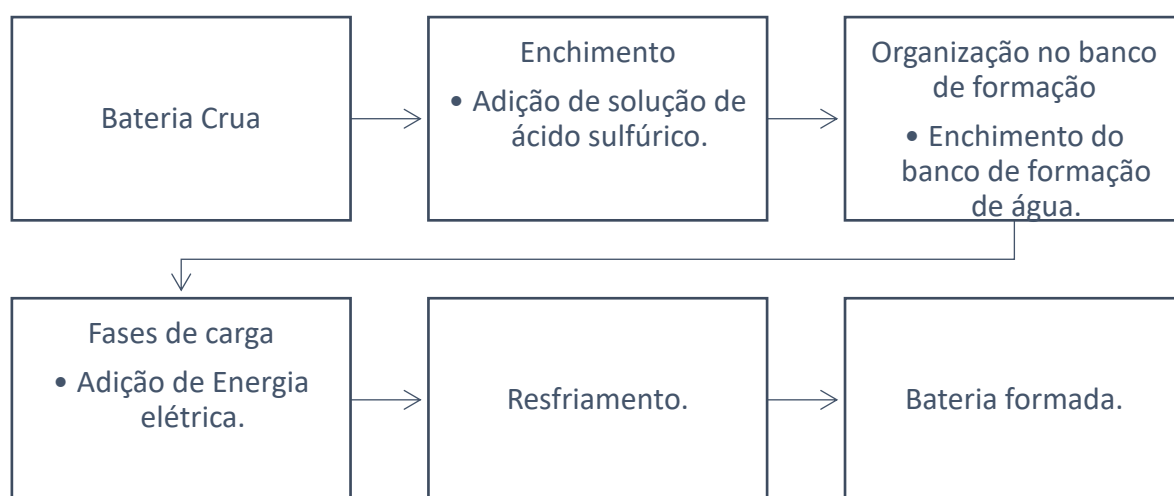 Bateria Crua
Enchimento
• Adição de solução de
ácido sulfúrico.
Organização no banco
de formação
• Enchimento do
banco de formação
de água.
Fases de carga
• Adição de Energia
elétrica.
Resfriamento.
Bateria formada.